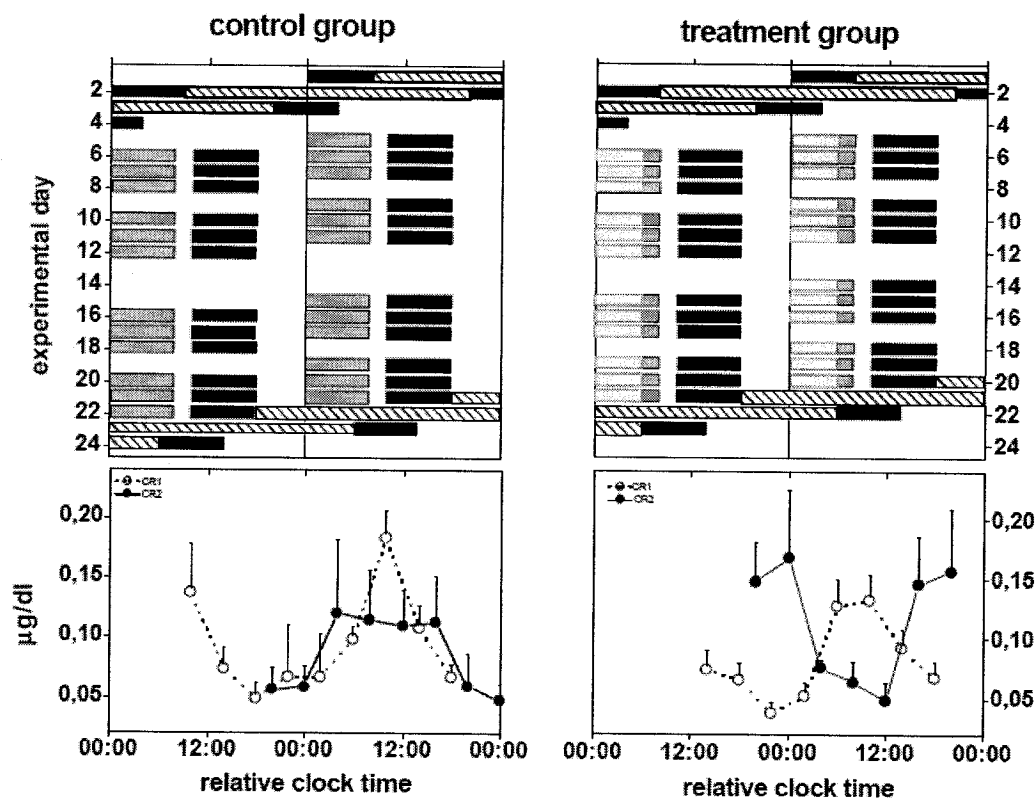 control group
treatment group
experimental day
2
4
6
8
10
12
14
16
18
20
22
24
2
4
6
8
10
12
14
16
18
20
22
24
µg/dl
CR1
CR2
0,20
0,15
0,10
0,05
CR1
CR2
0,20
0,15
0,10
0,05
00:00 12:00 00:00 12:00 00:00
relative clock time
00:00 12:00 00:00 12:00 00:00
relative clock time